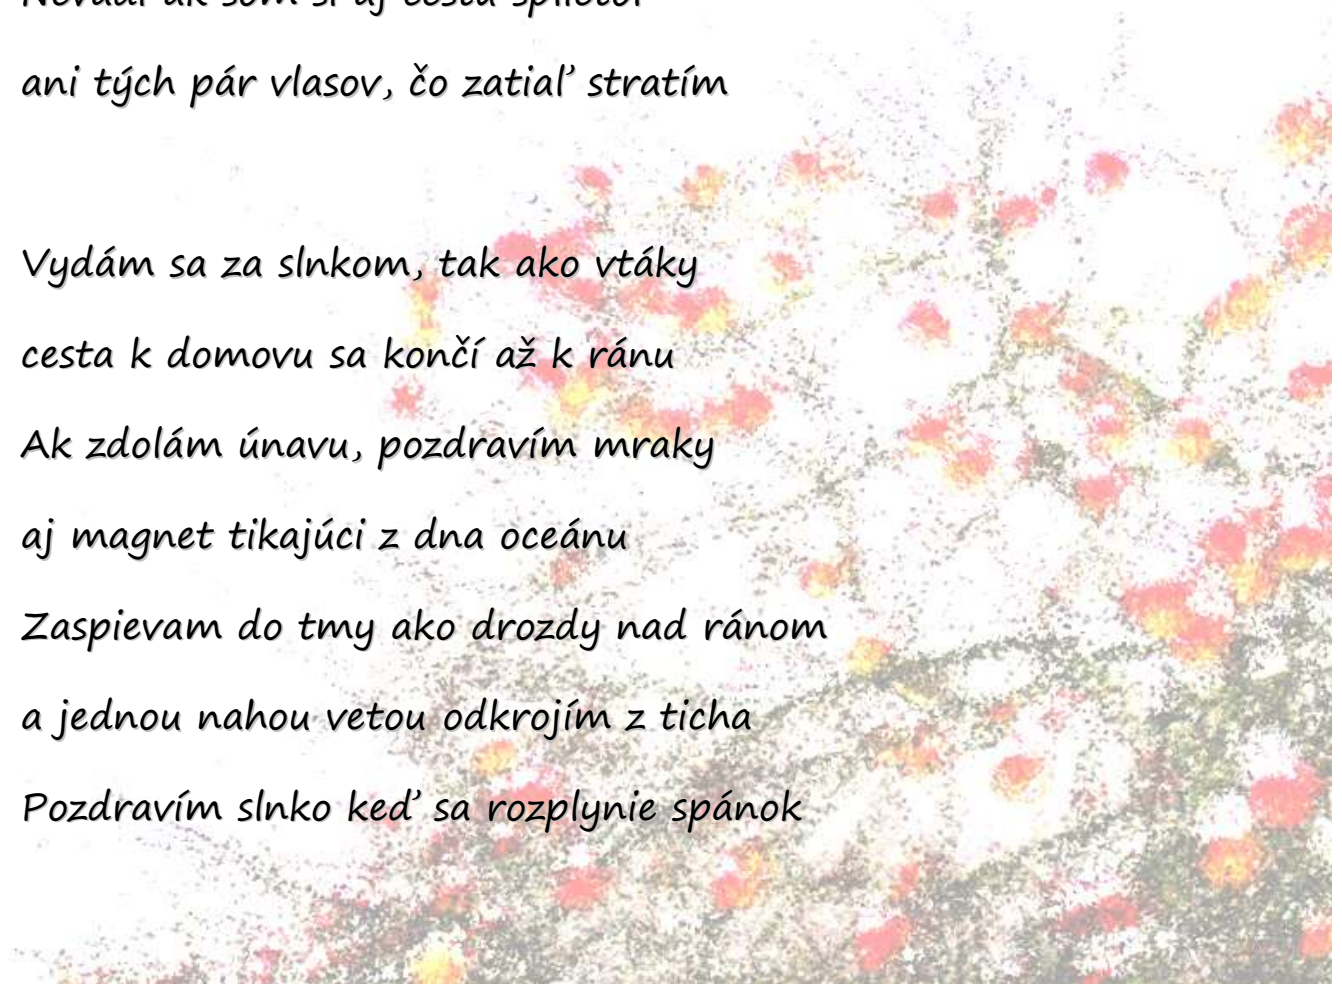 ani tých pár vlasov, čo zatiaľ stratím
Vydám sa za slnkom, tak ako vtáky
cesta k domovu sa končí až k ránu
Ak zdolám únavu, pozdravím mraky
aj magnet tikajúci z dna oceánu
Zaspievam do tmy ako drozdy nad ránom
a jednou nahou vetou odkrojím z ticha
Pozdravím slnko keď sa rozplynie spánok